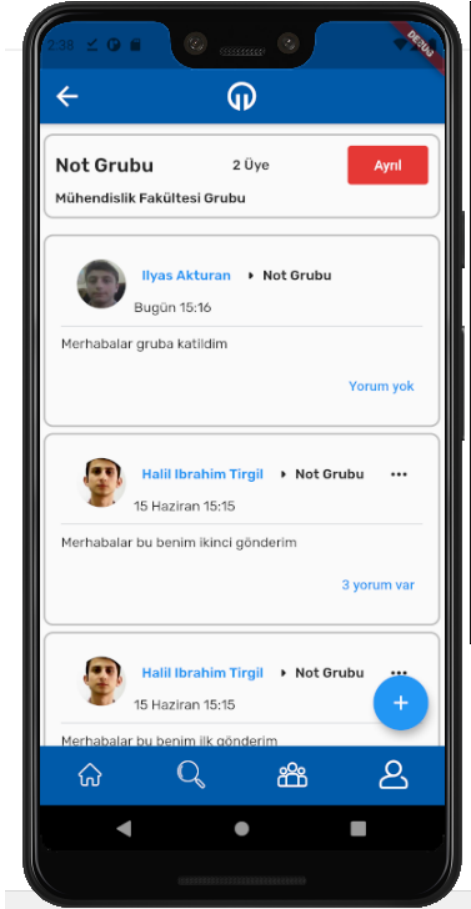 2:38
DEBUG
Not Grubu
2 Üye
Ayrıl
Mühendislik Fakültesi Grubu
Ilyas Akturan ‣ Not Grubu
Bugün 15:16
Merhabalar gruba katildim
Yorum yok
Halil Ibrahim Tirgil ‣ Not Grubu
15 Haziran 15:15
Merhabalar bu benim ikinci gönderim
3 yorum var
Halil Ibrahim Tirgil ‣ Not Grubu
15 Haziran 15:15
Merhabalar bu benim ilk gönderim